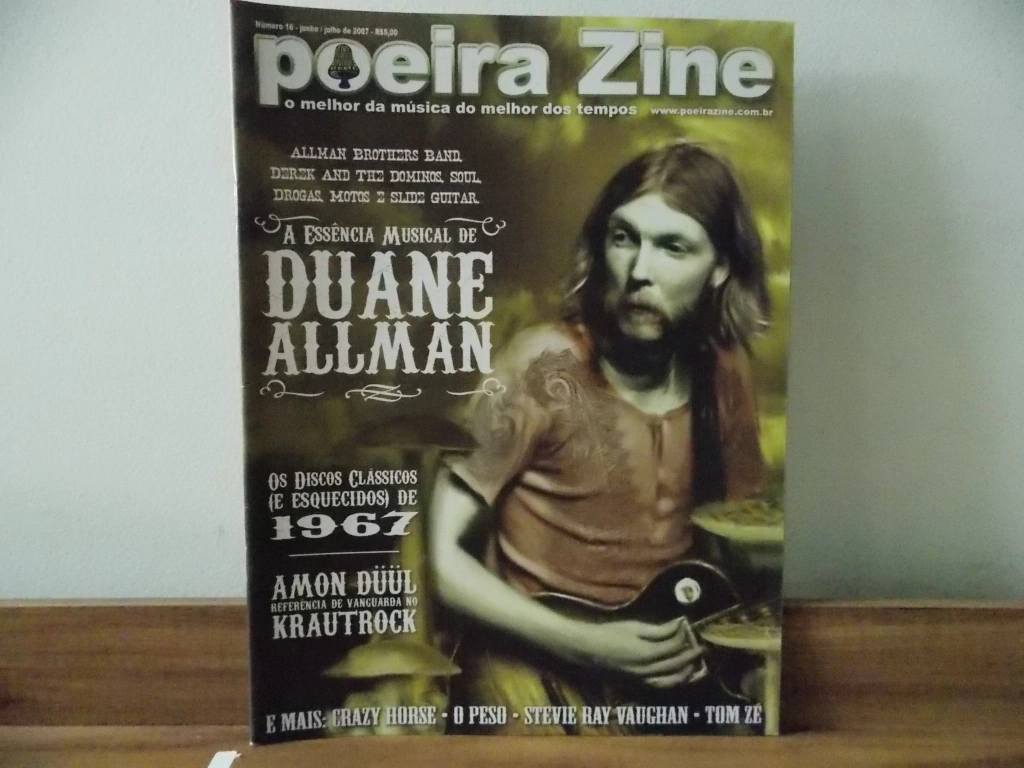 Número 16 - junho / julho de 2007 - R$5,00
poeira Zine
o melhor da música do melhor dos tempos www.poeirazine.com.br
ALLMAN BROTHERS BAND,
DEREK AND THE DOMINOS, SOUL,
DROGAS, MOTOS E SLIDE GUITAR.
A ESSÊNCIA MUSICAL DE
DUANE
ALLMAN
OS DISCOS CLÁSSICOS
(E ESQUECIDOS) DE
1967
AMON DÜÜL
REFERÊNCIA DE VANGUARDA NO
KRAUTROCK
E MAIS: CRAZY HORSE · O PESO · STEVIE RAY VAUGHAN · TOM ZÉ